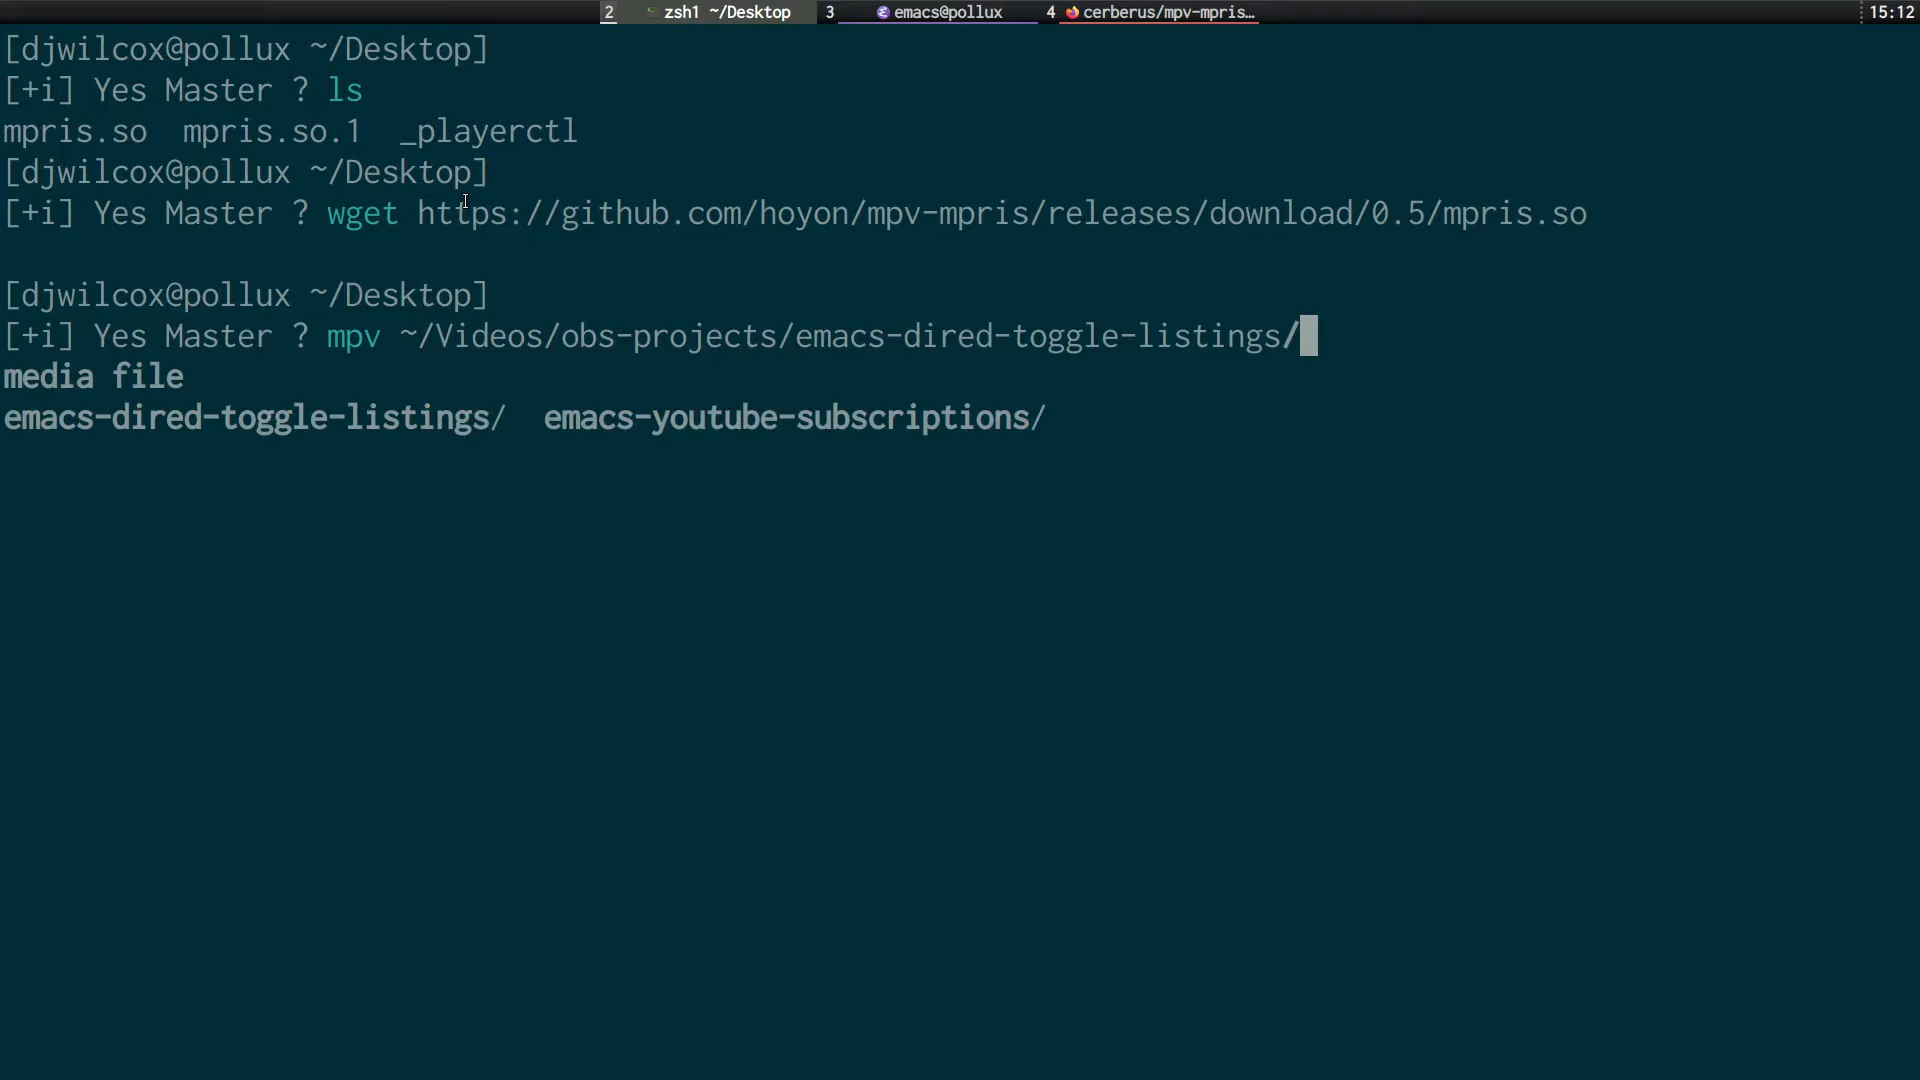 2 zsh1 ~/Desktop 3 emacs@pollux 4 cerberus/mpv-mpris… 15:12
[djwilcox@pollux ~/Desktop]
[+i] Yes Master ? ls
mpris.so mpris.so.1 _playerctl
[djwilcox@pollux ~/Desktop]
[+i] Yes Master ? wget https://github.com/hoyon/mpv-mpris/releases/download/0.5/mpris.so
[djwilcox@pollux ~/Desktop]
[+i] Yes Master ? mpv ~/Videos/obs-projects/emacs-dired-toggle-listings/
media file
emacs-dired-toggle-listings/ emacs-youtube-subscriptions/